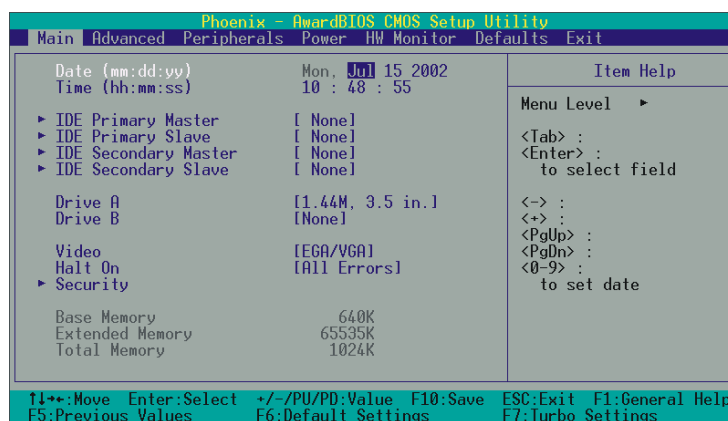 Phoenix - AwardBIOS CMOS Setup Utility
Main Advanced Peripherals Power HW Monitor Defaults Exit
Date (mm:dd:yy) Mon, Jul 15 2002
Time (hh:mm:ss) 10 : 48 : 55
▸ IDE Primary Master [ None]
▸ IDE Primary Slave [ None]
▸ IDE Secondary Master [ None]
▸ IDE Secondary Slave [ None]
Drive A [1.44M, 3.5 in.]
Drive B [None]
Video [EGA/VGA]
Halt On [All Errors]
▸ Security
Base Memory 640K
Extended Memory 65535K
Total Memory 1024K
Item Help
Menu Level ▸
<Tab> :
<Enter> :
to select field
<-> :
<+> :
<PgUp> :
<PgDn> :
<0-9> :
to set date
↑↓→←:Move Enter:Select +/-/PU/PD:Value F10:Save ESC:Exit F1:General Help
F5:Previous Values F6:Default Settings F7:Turbo Settings